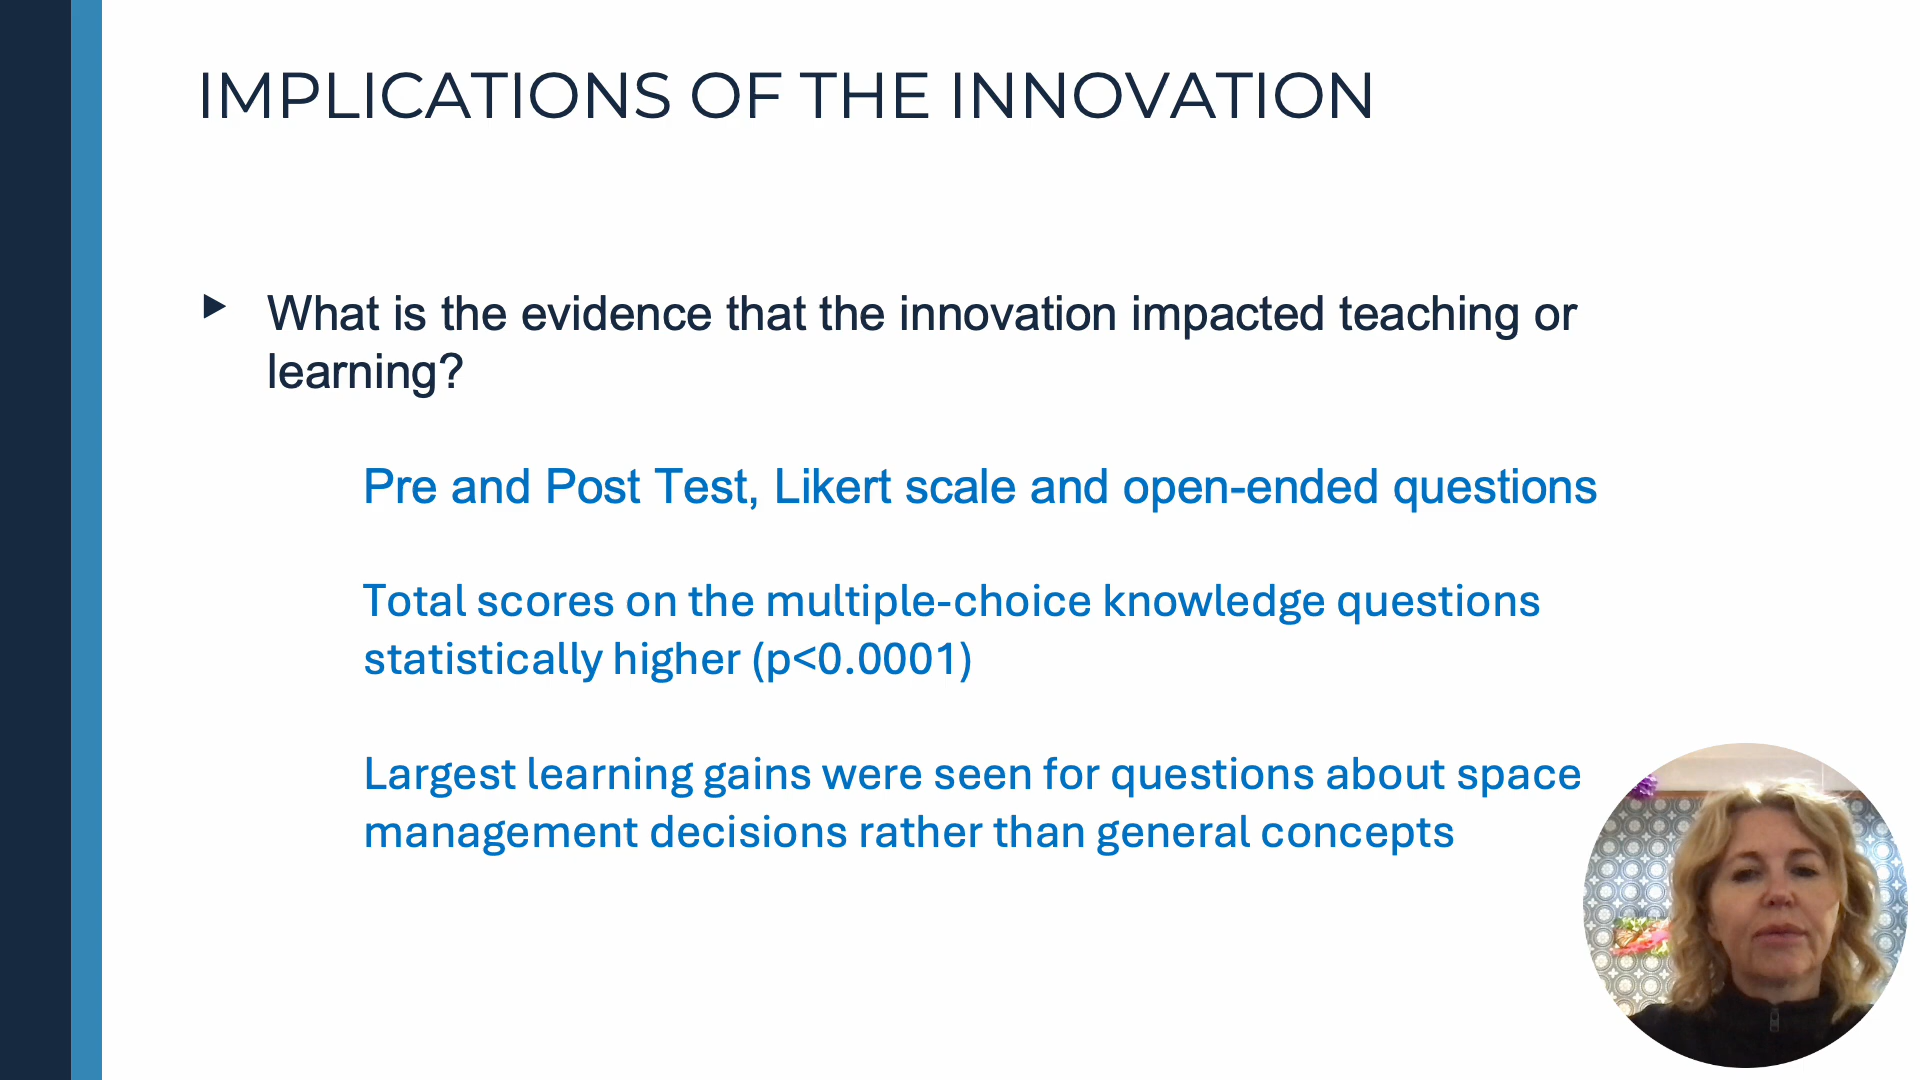 IMPLICATIONS OF THE INNOVATION
What is the evidence that the innovation impacted teaching or
learning?
Pre and Post Test, Likert scale and open-ended questions
Total scores on the multiple-choice knowledge questions
statistically higher (p<0.0001)
Largest learning gains were seen for questions about space
management decisions rather than general concepts